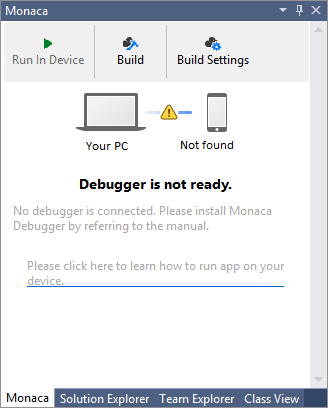 Monaca
Run In Device
Build
Build Settings
Your PC
Not found
Debugger is not ready.
No debugger is connected. Please install Monaca
Debugger by referring to the manual.
Please click here to learn how to run app on your
device.
Monaca
Solution Explorer
Team Explorer
Class View